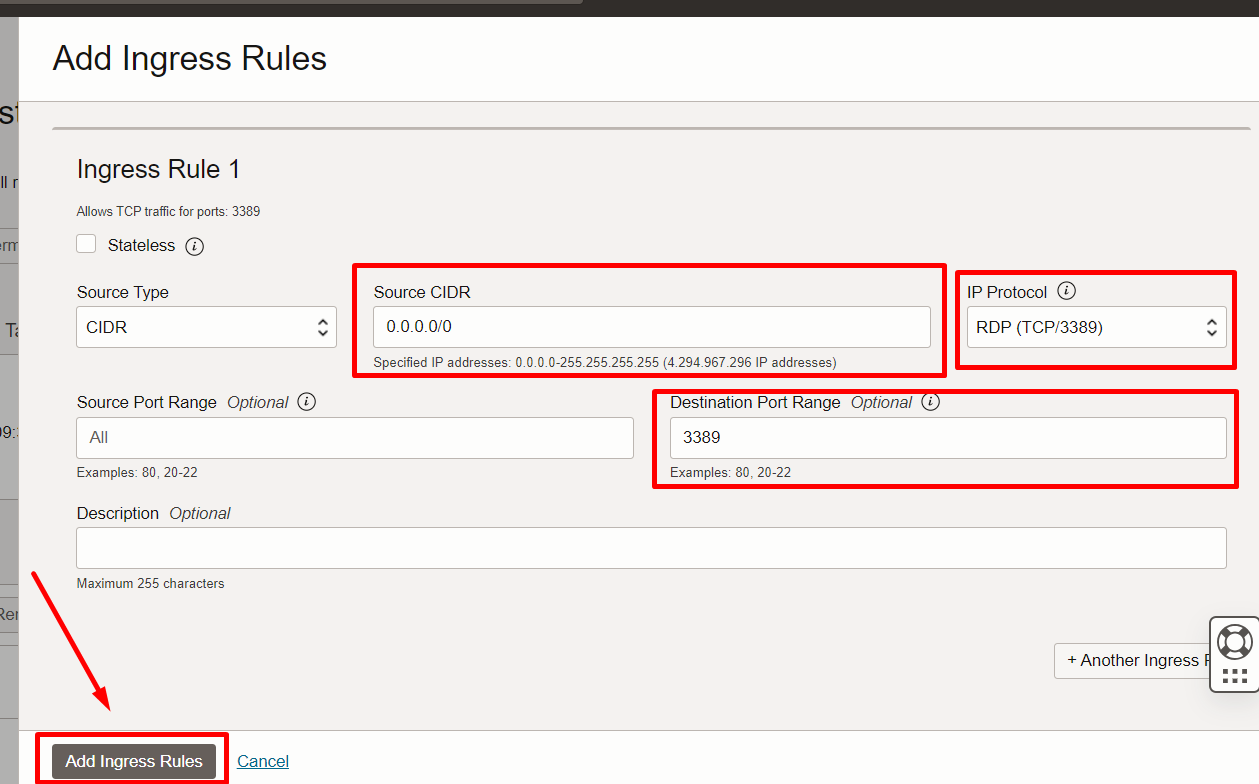 Add Ingress Rules
Ingress Rule 1
Allows TCP traffic for ports: 3389
Stateless
Source Type
Source CIDR
IP Protocol
CIDR
0.0.0.0/0
RDP (TCP/3389)
Specified IP addresses: 0.0.0.0-255.255.255.255 (4.294.967.296 IP addresses)
Source Port Range Optional
Destination Port Range Optional
All
3389
Examples: 80, 20-22
Examples: 80, 20-22
Description Optional
Maximum 255 characters
+ Another Ingress
Add Ingress Rules
Cancel